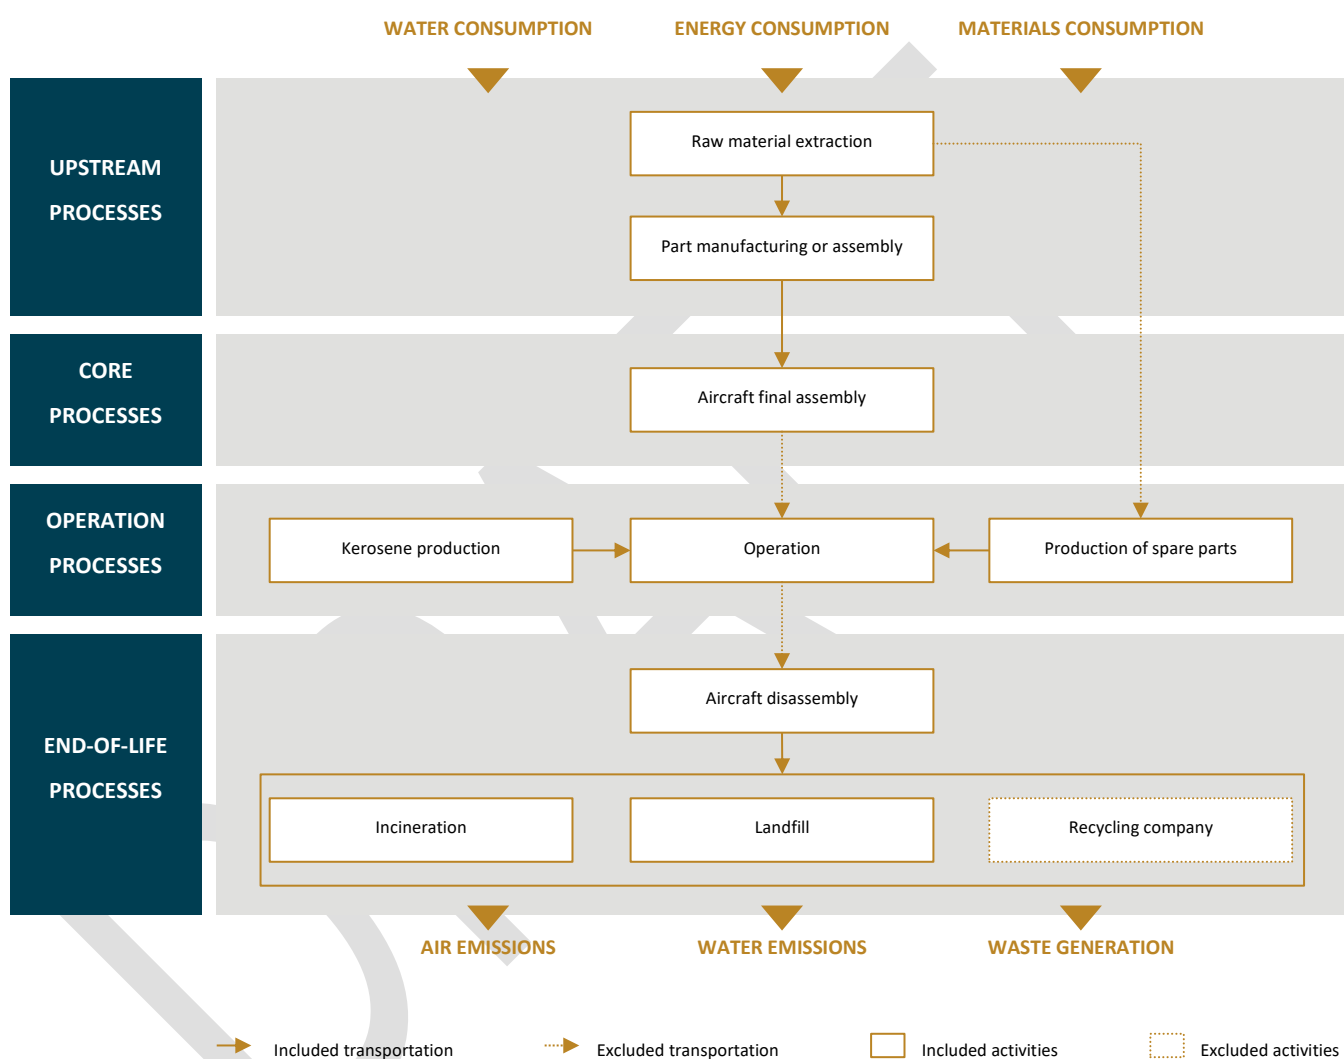 WATER CONSUMPTION
ENERGY CONSUMPTION
MATERIALS CONSUMPTION
UPSTREAM
PROCESSES
Raw material extraction
Part manufacturing or assembly
CORE
PROCESSES
Aircraft final assembly
OPERATION
PROCESSES
Kerosene production
Operation
Production of spare parts
END-OF-LIFE
PROCESSES
Aircraft disassembly
Incineration
Landfill
Recycling company
AIR EMISSIONS
WATER EMISSIONS
WASTE GENERATION
Included transportation
Excluded transportation
Included activities
Excluded activities